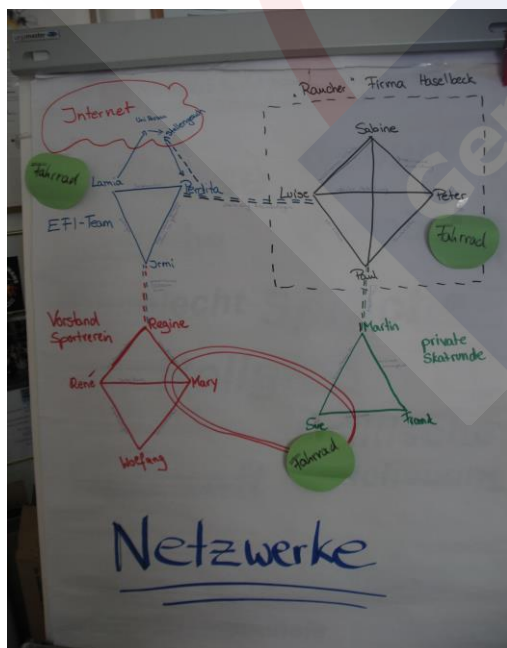 "Raucher" Firma Haselbeck
Internet
Sabine
Fahrrad
Lamia
Perdita
Luise
Peter
EFI-Team
Fahrrad
Irmi
Paul
Vorstand
Sportverein
Regine
Martin
private
Skatrunde
René
Mary
Sue
Frank
Wolfgang
Fahrrad
Netzwerke